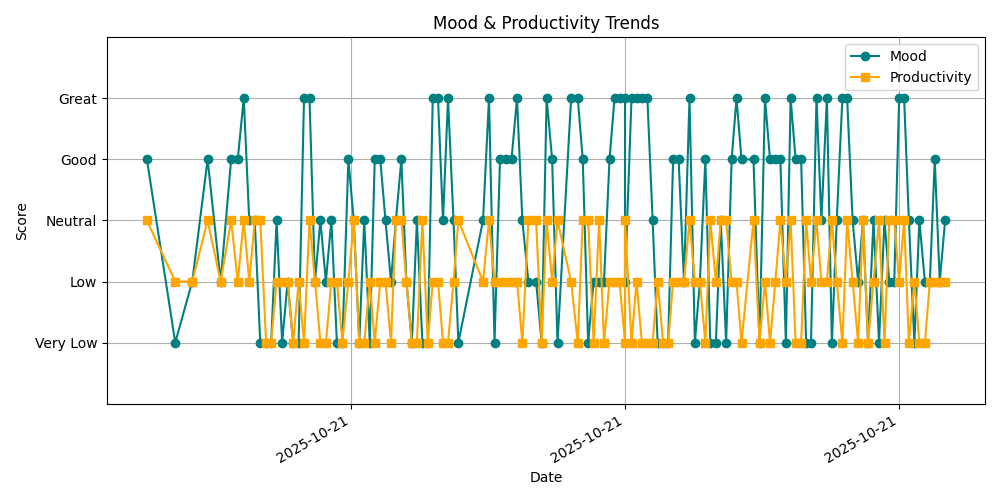 Mood & Productivity Trends
Mood
Productivity
Great
Good
Neutral
Low
Very Low
Score
2025-10-21
2025-10-21
2025-10-21
Date